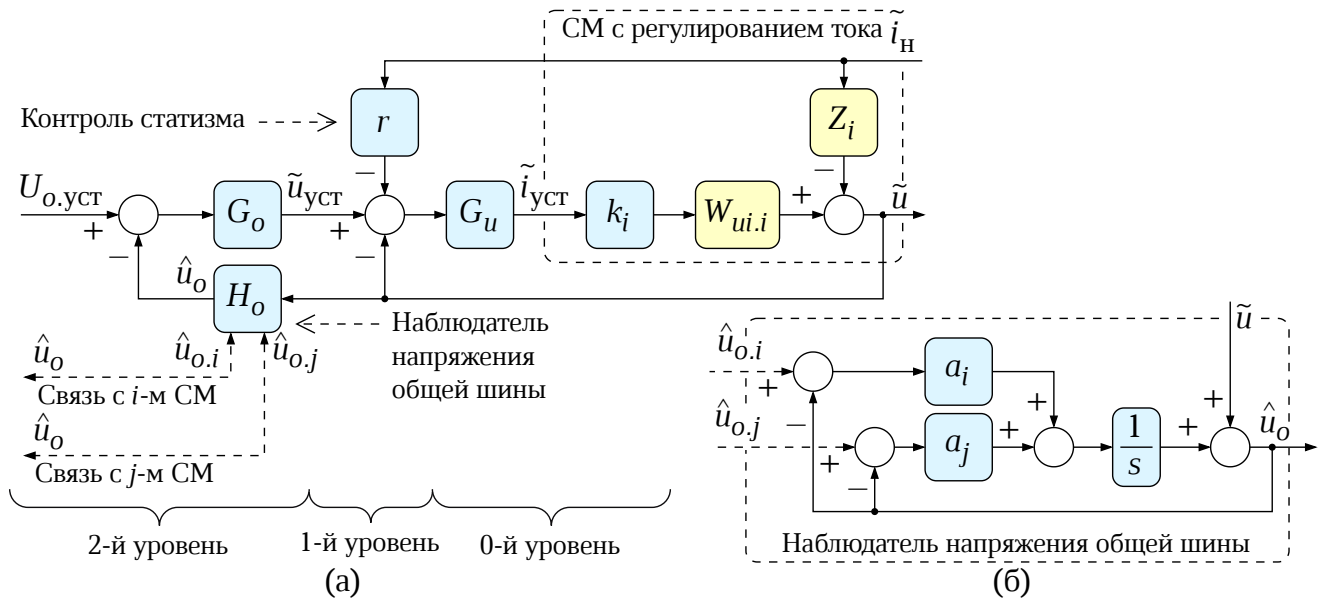 СМ с регулированием тока
ĩн
Контроль статизма
r
Zᵢ
−
−
Uо.уст
Gₒ
ũуст
Gᵤ
ĩуст
kᵢ
Wᵤᵢ.ᵢ
+
ũ
+
−
+
−
ûₒ
Hₒ
ûₒ.ᵢ
ûₒ.ⱼ
Наблюдатель
напряжения
общей шины
ûₒ
Связь с i-м СМ
ûₒ
Связь с j-м СМ
2-й уровень
1-й уровень
0-й уровень
(а)
ũ
ûₒ.ᵢ
+
−
aᵢ
+
ûₒ.ⱼ
+
−
aⱼ
+
1
s
+
+
ûₒ
Наблюдатель напряжения общей шины
(б)